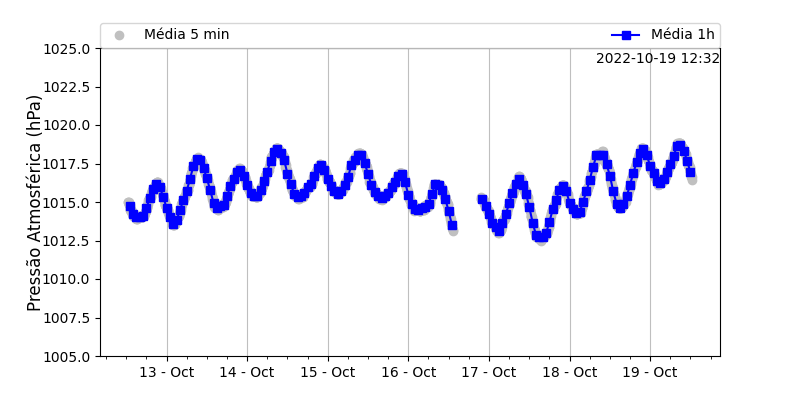 Média 5 min
Média 1h
2022-10-19 12:32
Pressão Atmosférica (hPa)
1025.0
1022.5
1020.0
1017.5
1015.0
1012.5
1010.0
1007.5
1005.0
13 - Oct
14 - Oct
15 - Oct
16 - Oct
17 - Oct
18 - Oct
19 - Oct